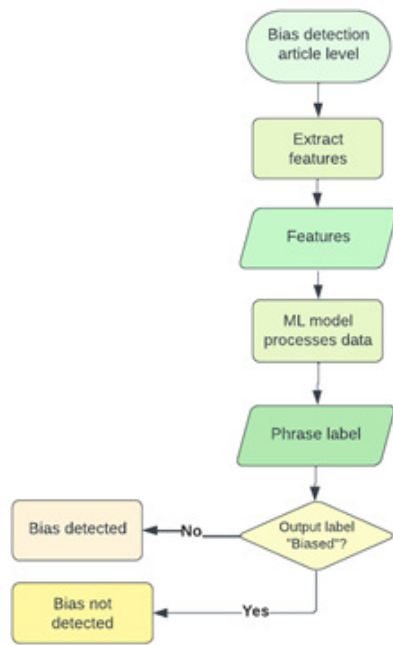 Bias detection
article level
Extract
features
Features
ML model
processes data
Phrase label
Output label
"Biased"?
No
Bias detected
Yes
Bias not
detected